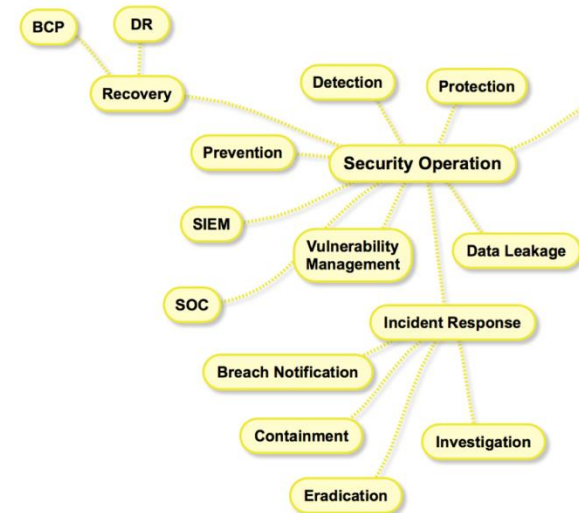 BCP
DR
Recovery
Detection
Protection
Prevention
Security Operation
SIEM
Vulnerability
Management
Data Leakage
SOC
Incident Response
Breach Notification
Containment
Investigation
Eradication